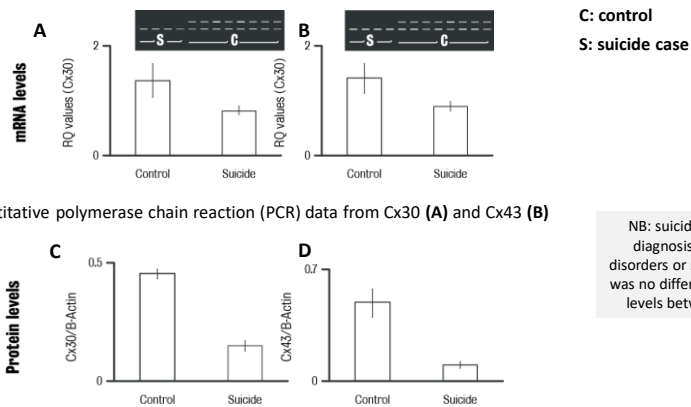 C: control
S: suicide case
A
B
S
C
S
C
mRNA levels
2
RQ values (Cx30)
0
Control
Suicide
2
RQ values (Cx30)
0
Control
Suicide
titative polymerase chain reaction (PCR) data from Cx30 (A) and Cx43 (B)
NB: suicid
diagnosis
disorders or
was no differ
levels betw
C
D
Protein levels
0.5
Cx30/B-Actin
0
Control
Suicide
0.7
Cx43/B-Actin
0
Control
Suicide